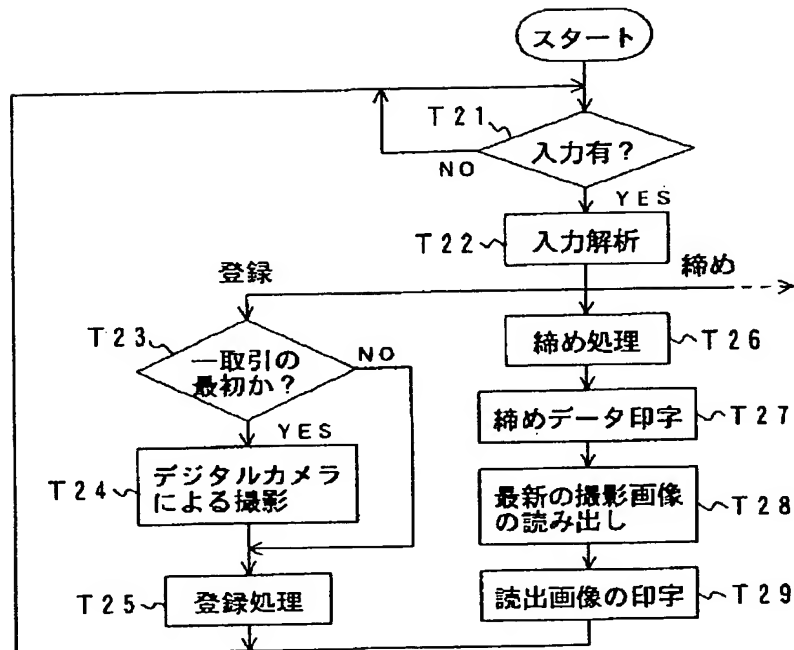 スタート
T21
入力有？
NO
YES
T22
入力解析
登録
締め
T23
一取引の
最初か？
NO
YES
T24
デジタルカメラ
による撮影
T25
登録処理
締め処理
T26
締めデータ印字
T27
最新の撮影画像
の読み出し
T28
読出画像の印字
T29